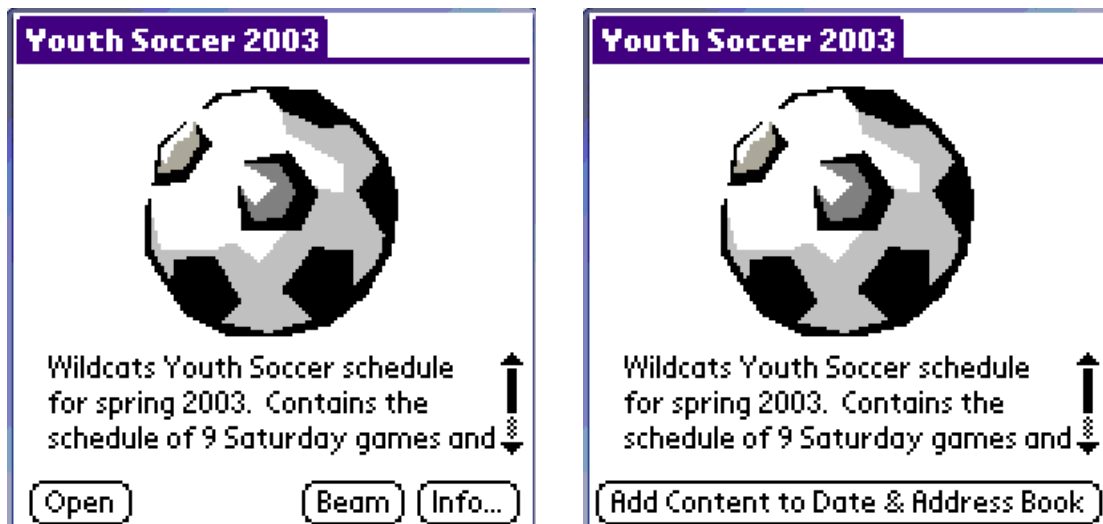 Youth Soccer 2003
Wildcats Youth Soccer schedule
for spring 2003. Contains the
schedule of 9 Saturday games and
Open Beam Info...
Youth Soccer 2003
Wildcats Youth Soccer schedule
for spring 2003. Contains the
schedule of 9 Saturday games and
Add Content to Date & Address Book